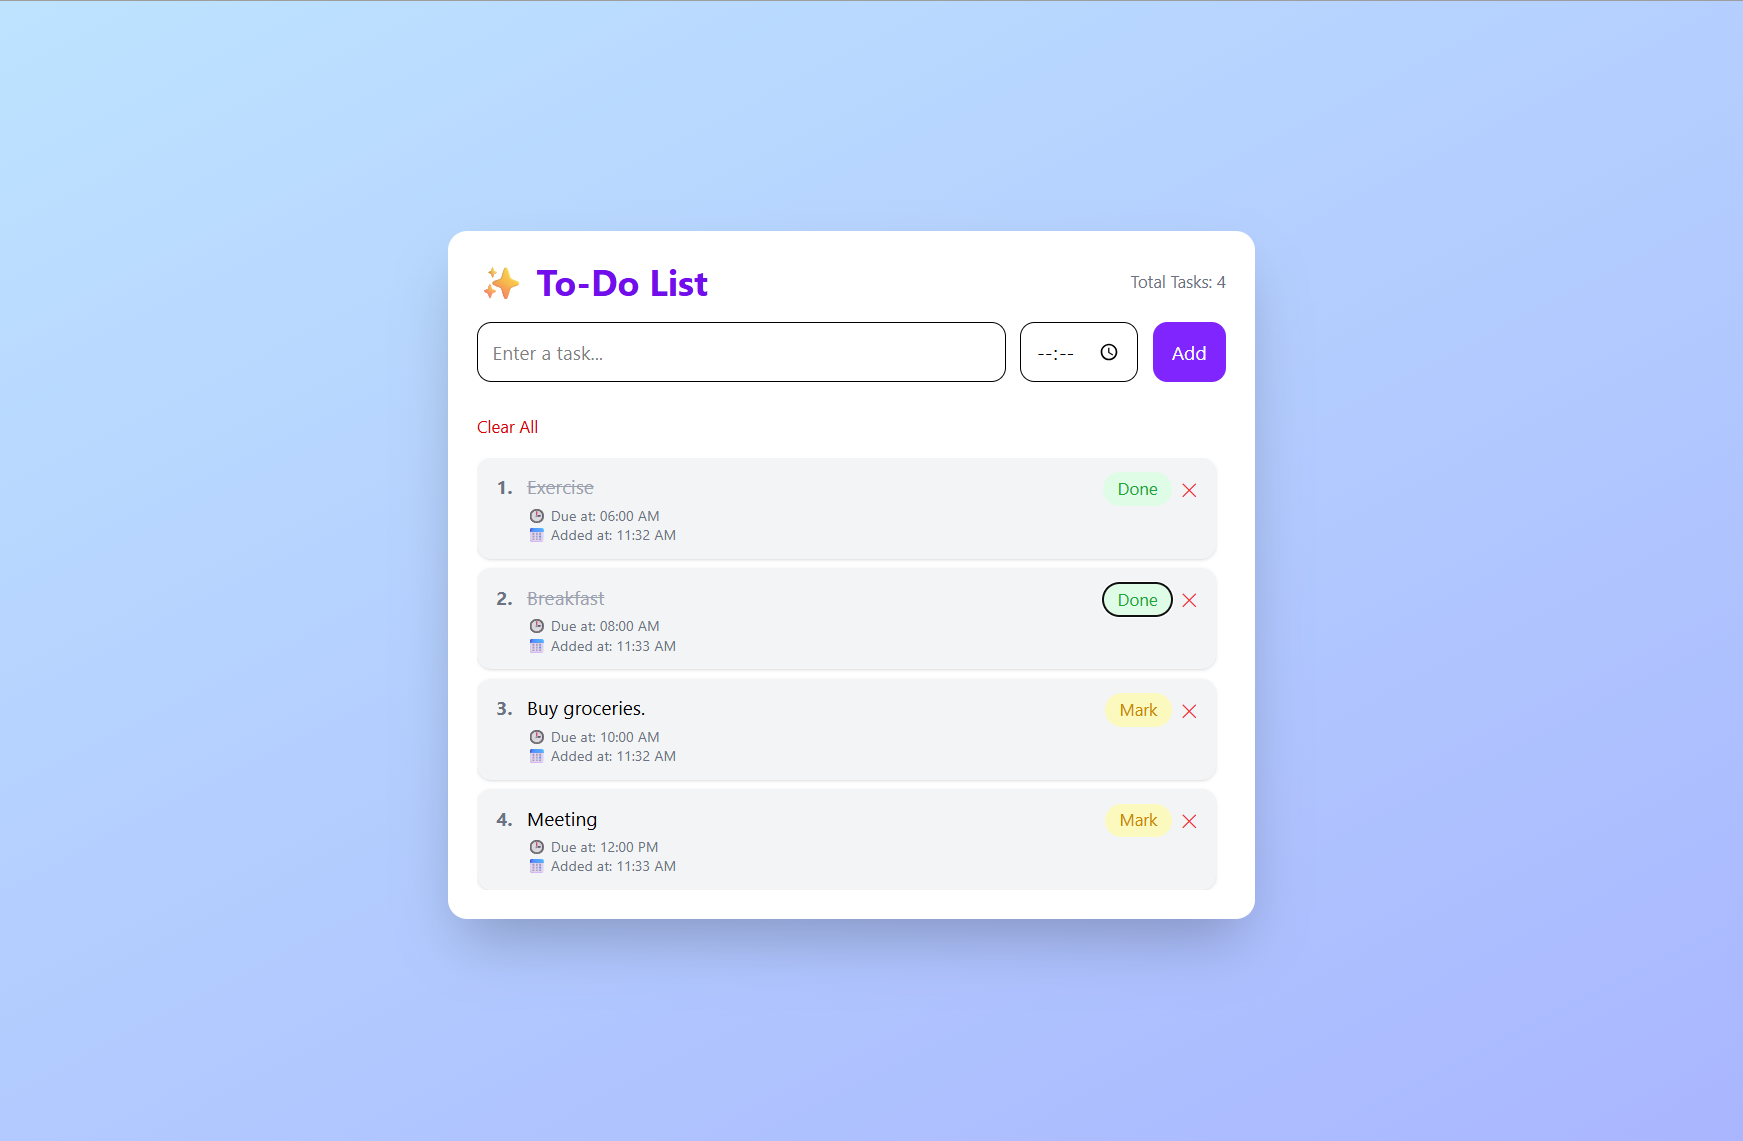 ✨ To-Do List
Total Tasks: 4
Enter a task...
--:--
Add
Clear All
1. Exercise
Done
Due at: 06:00 AM
Added at: 11:32 AM
2. Breakfast
Done
Due at: 08:00 AM
Added at: 11:33 AM
3. Buy groceries.
Mark
Due at: 10:00 AM
Added at: 11:32 AM
4. Meeting
Mark
Due at: 12:00 PM
Added at: 11:33 AM